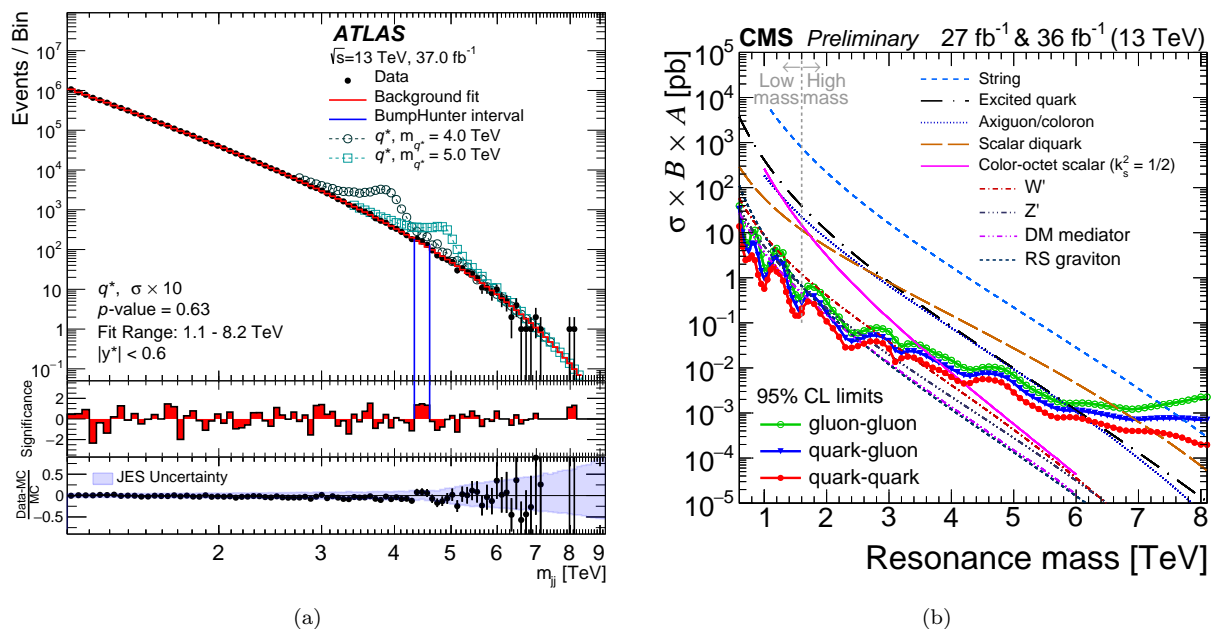 ATLAS
√s=13 TeV, 37.0 fb⁻¹
Data
Background fit
BumpHunter interval
q*, m_q* = 4.0 TeV
q*, m_q* = 5.0 TeV
Events / Bin
10⁷
10⁶
10⁵
10⁴
10³
10²
10
1
10⁻¹
q*, σ × 10
p-value = 0.63
Fit Range: 1.1 - 8.2 TeV
|y*| < 0.6
Significance
2
0
−2
Data-MC
MC
0.5
0
−0.5
JES Uncertainty
2 3 4 5 6 7 8 9
m_jj [TeV]
(a)
CMS Preliminary 27 fb⁻¹ & 36 fb⁻¹ (13 TeV)
σ × B × A [pb]
10⁵
10⁴
10³
10²
10
1
10⁻¹
10⁻²
10⁻³
10⁻⁴
10⁻⁵
Low mass
High mass
String
Excited quark
Axiguon/coloron
Scalar diquark
Color-octet scalar (k_s² = 1/2)
W'
Z'
DM mediator
RS graviton
95% CL limits
gluon-gluon
quark-gluon
quark-quark
1 2 3 4 5 6 7 8
Resonance mass [TeV]
(b)